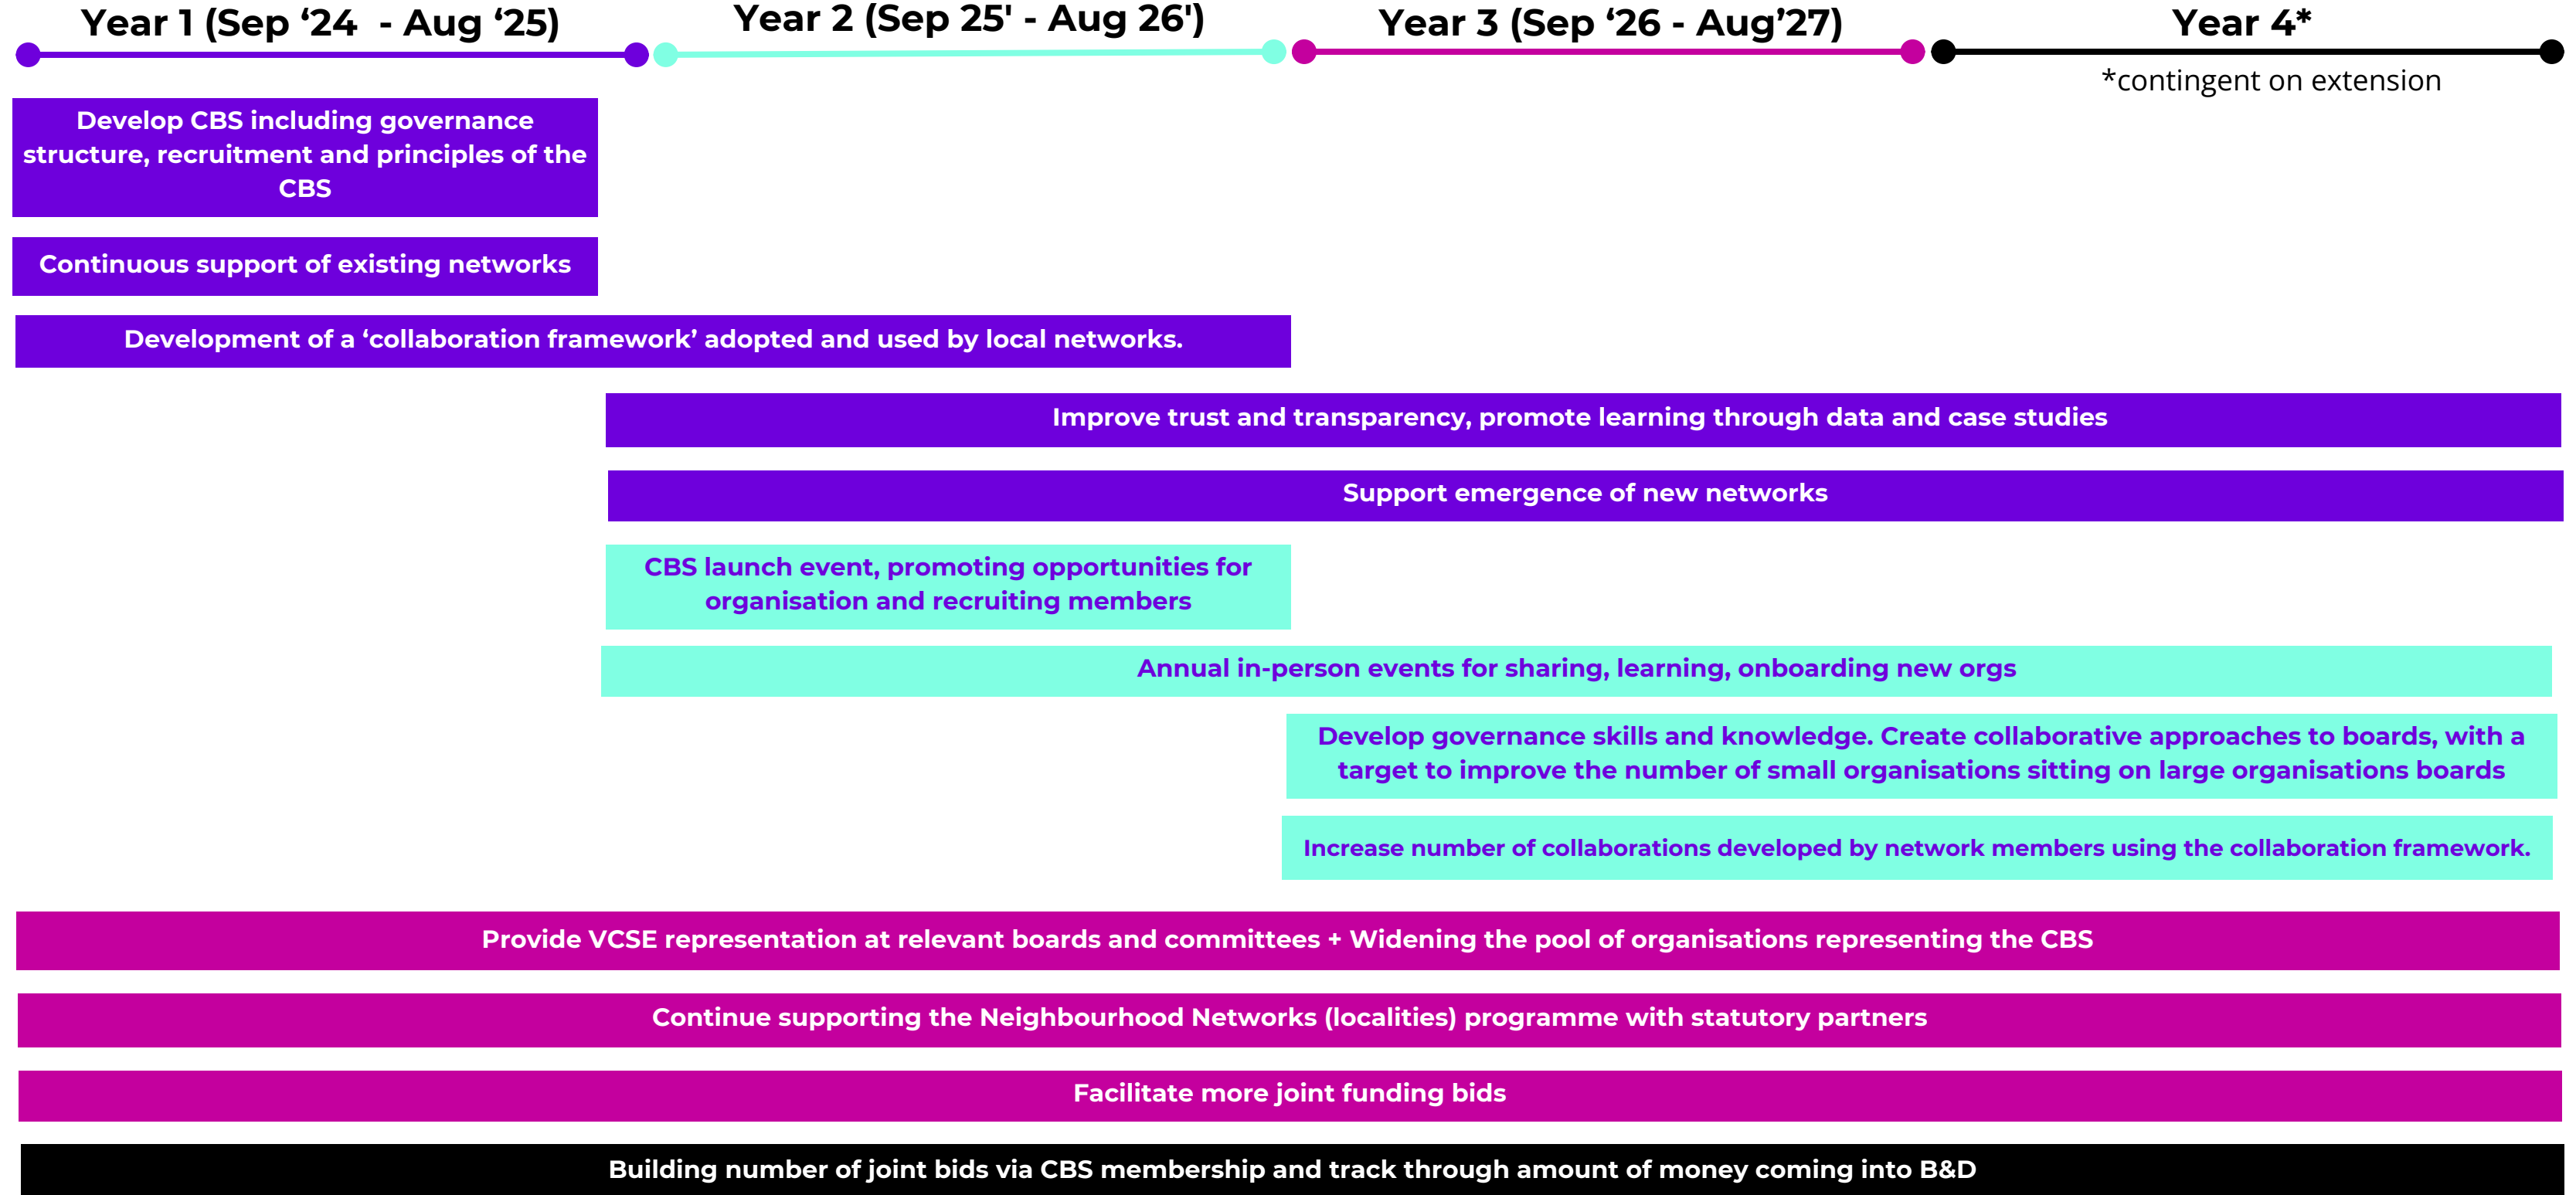 Year 1 (Sep ‘24  - Aug ‘25)
Year 2 (Sep 25' - Aug 26')
Year 3 (Sep ‘26 - Aug’27)
Year 4*
*contingent on extension
Develop CBS including governance
structure, recruitment and principles of the
CBS
Continuous support of existing networks
Development of a ‘collaboration framework’ adopted and used by local networks.
Improve trust and transparency, promote learning through data and case studies
Support emergence of new networks
CBS launch event, promoting opportunities for
organisation and recruiting members
Annual in-person events for sharing, learning, onboarding new orgs
Develop governance skills and knowledge. Create collaborative approaches to boards, with a
target to improve the number of small organisations sitting on large organisations boards
Increase number of collaborations developed by network members using the collaboration framework.
Provide VCSE representation at relevant boards and committees + Widening the pool of organisations representing the CBS
Continue supporting the Neighbourhood Networks (localities) programme with statutory partners
Facilitate more joint funding bids
Building number of joint bids via CBS membership and track through amount of money coming into B&D